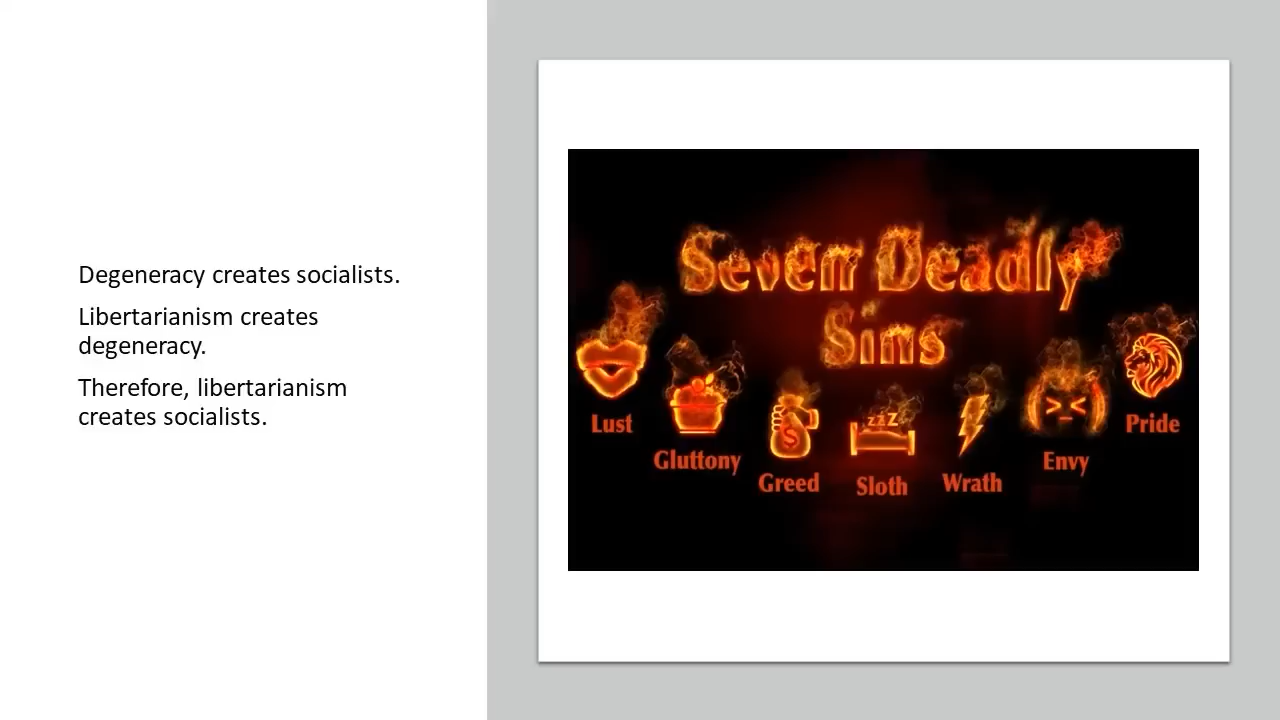 Degeneracy creates socialists.
Libertarianism creates
degeneracy.
Therefore, libertarianism
creates socialists.
Seven Deadly
Sins
Lust
Gluttony
$
Greed
zzz
Sloth
Wrath
Envy
Pride